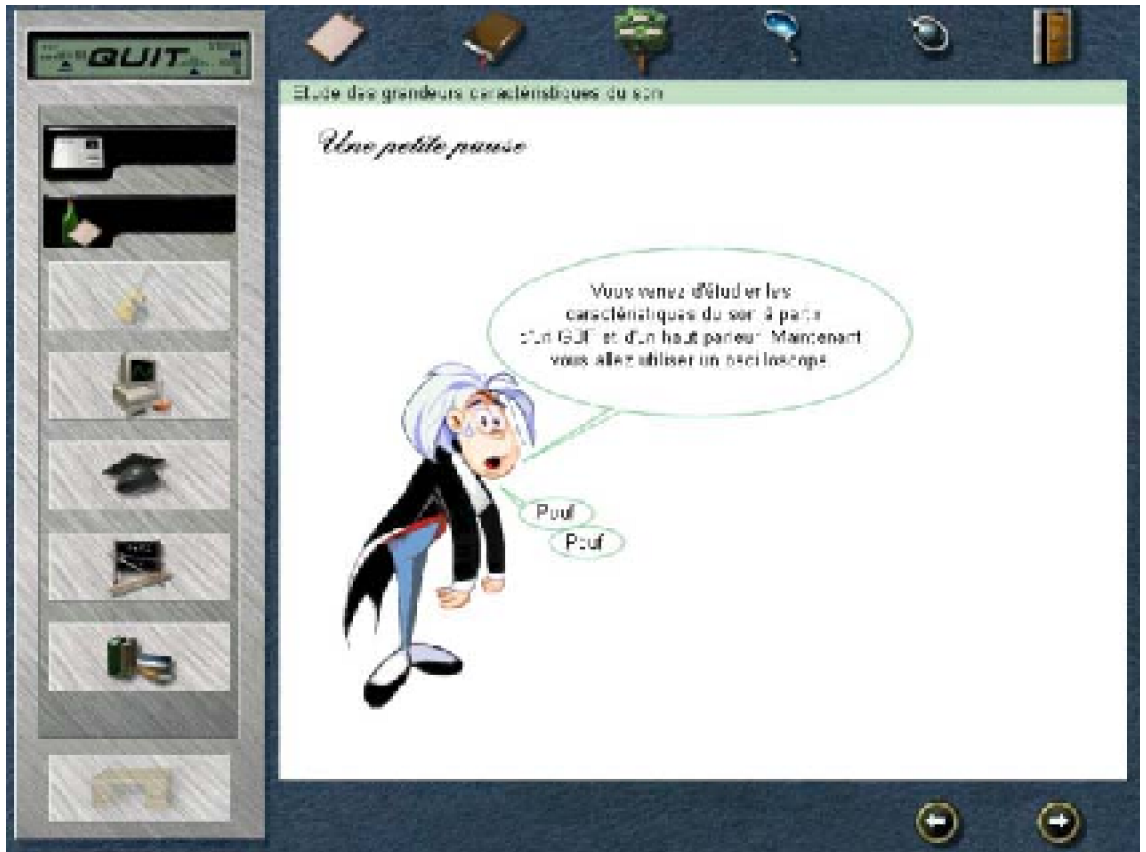 QUIT
Etude des grandeurs caractéristiques du son
Une petite pause
Vous venez d'étudier les
caractéristiques du son à partir
d'un GBF et d'un haut parleur. Maintenant
vous allez utiliser un oscilloscope.
Pouf
Pouf